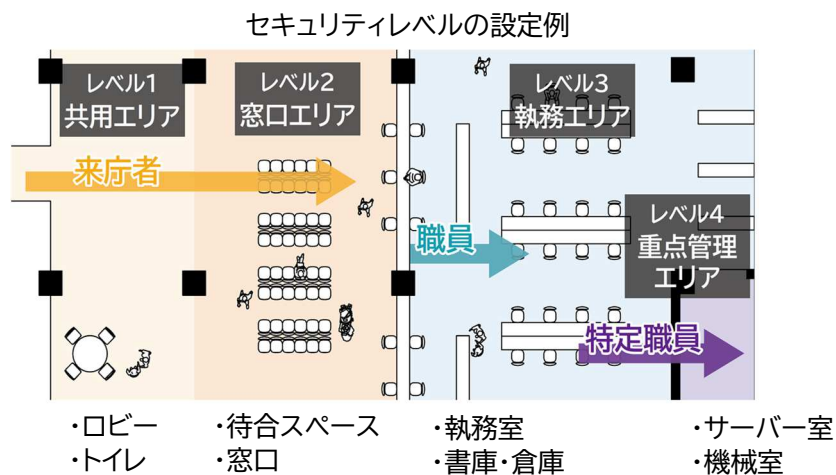 セキュリティレベルの設定例
レベル1
共用エリア
レベル2
窓口エリア
レベル3
執務エリア
レベル4
重点管理
エリア
来庁者
職員
特定職員
・ロビー
・トイレ
・待合スペース
・窓口
・執務室
・書庫・倉庫
・サーバー室
・機械室